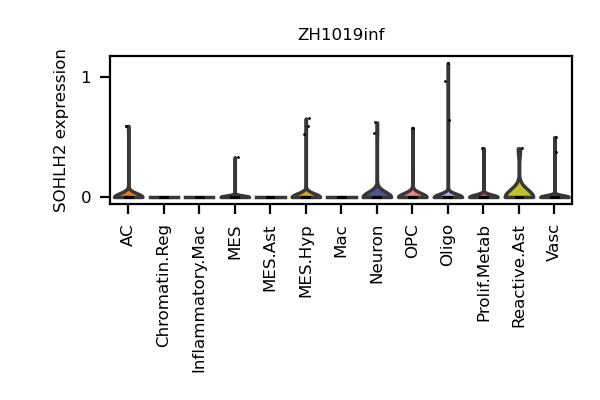 ZH1019inf
SOHLH2 expression
1
0
AC
Chromatin.Reg
Inflammatory.Mac
MES
MES.Ast
MES.Hyp
Mac
Neuron
OPC
Oligo
Prolif.Metab
Reactive.Ast
Vasc